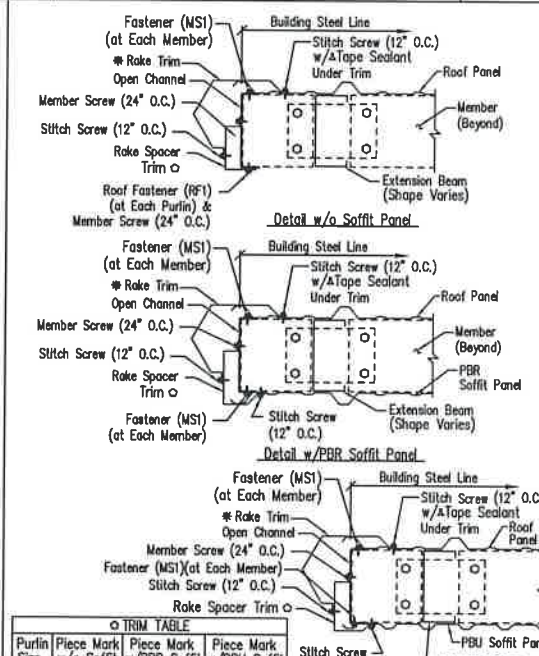 Fastener (MS1)
(at Each Member)
Building Steel Line
Stitch Screw (12" O.C.)
w/∆Tape Sealant
Under Trim
✱ Rake Trim
Open Channel
Roof Panel
Member Screw (24" O.C.)
Member
(Beyond)
Stitch Screw (12" O.C.)
Rake Spacer
Trim ✩
Extension Beam
(Shape Varies)
Roof Fastener (RF1)
(at Each Purlin) &
Member Screw (24" O.C.)
Detail w/o Soffit Panel
Fastener (MS1)
(at Each Member)
Building Steel Line
Stitch Screw (12" O.C.)
w/∆Tape Sealant
Under Trim
✱ Rake Trim
Open Channel
Roof Panel
Member Screw (24" O.C.)
Member
(Beyond)
Stitch Screw (12" O.C.)
Rake Spacer
Trim ✩
PBR
Soffit Panel
Fastener (MS1)
(at Each Member)
Stitch Screw
(12" O.C.)
Extension Beam
(Shape Varies)
Detail w/PBR Soffit Panel
Fastener (MS1)
(at Each Member)
Building Steel Line
Stitch Screw (12" O.C
w/∆Tape Sealant
Under Trim
✱ Rake Trim
Open Channel
Roof
Panel
Member Screw (24" O.C.)
Fastener (MS1)(at Each Member)
Stitch Screw (12" O.C.)
Rake Spacer Trim ✩
✩ TRIM TABLE
Purlin Piece Mark Piece Mark Piece Mark
PBU Soffit Pan
Stitch Screw